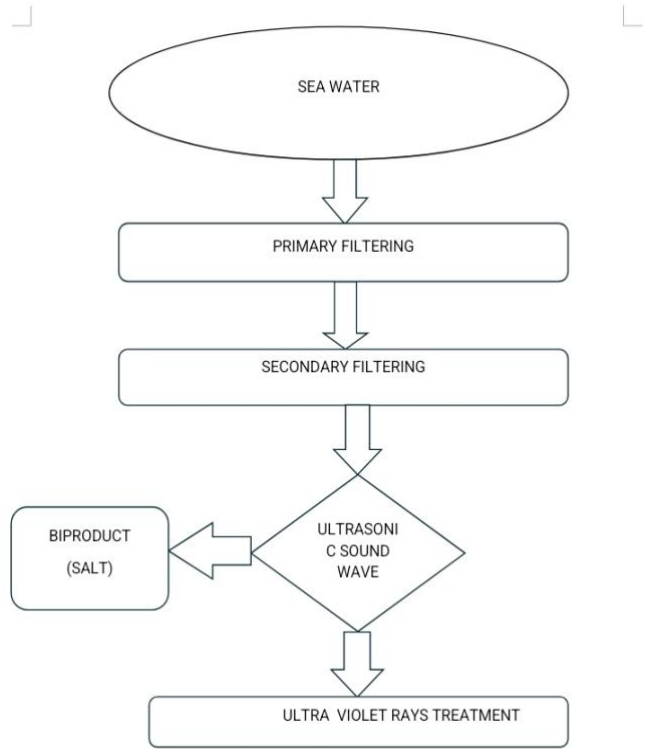 SEA WATER
PRIMARY FILTERING
SECONDARY FILTERING
ULTRASONI
C SOUND
WAVE
BIPRODUCT
(SALT)
ULTRA VIOLET RAYS TREATMENT